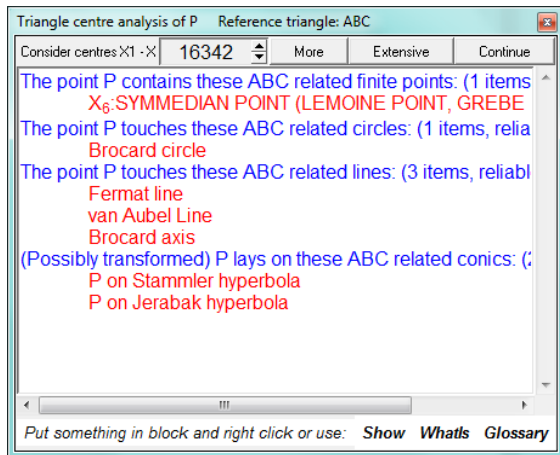 Triangle centre analysis of P Reference triangle: ABC
Consider centres X1 - X 16342 More Extensive Continue
The point P contains these ABC related finite points: (1 items
X₆:SYMMEDIAN POINT (LEMOINE POINT, GREBE
The point P touches these ABC related circles: (1 items, relia
Brocard circle
The point P touches these ABC related lines: (3 items, reliabl
Fermat line
van Aubel Line
Brocard axis
(Possibly transformed) P lays on these ABC related conics: (2
P on Stammler hyperbola
P on Jerabak hyperbola
Put something in block and right click or use: Show WhatIs Glossary